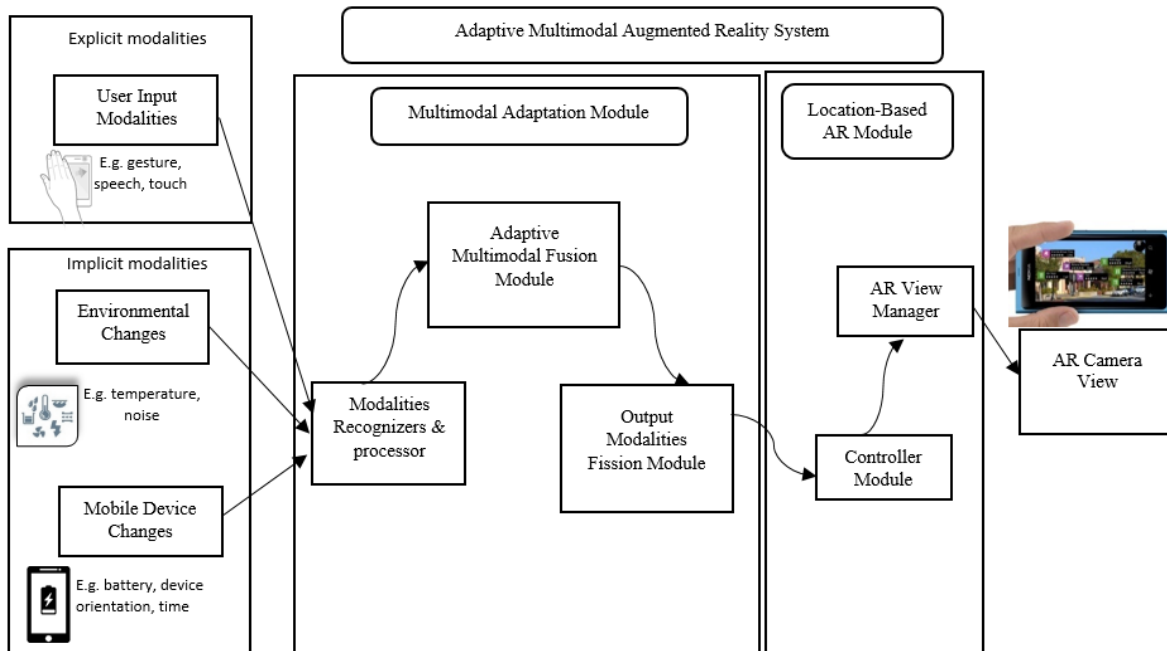 Explicit modalities
User Input
Modalities
E.g. gesture,
speech, touch
Implicit modalities
Environmental
Changes
E.g. temperature,
noise
Mobile Device
Changes
E.g. battery, device
orientation, time
Adaptive Multimodal Augmented Reality System
Multimodal Adaptation Module
Modalities
Recognizers &
processor
Adaptive
Multimodal Fusion
Module
Output
Modalities
Fission Module
Location-Based
AR Module
Controller
Module
AR View
Manager
AR Camera
View